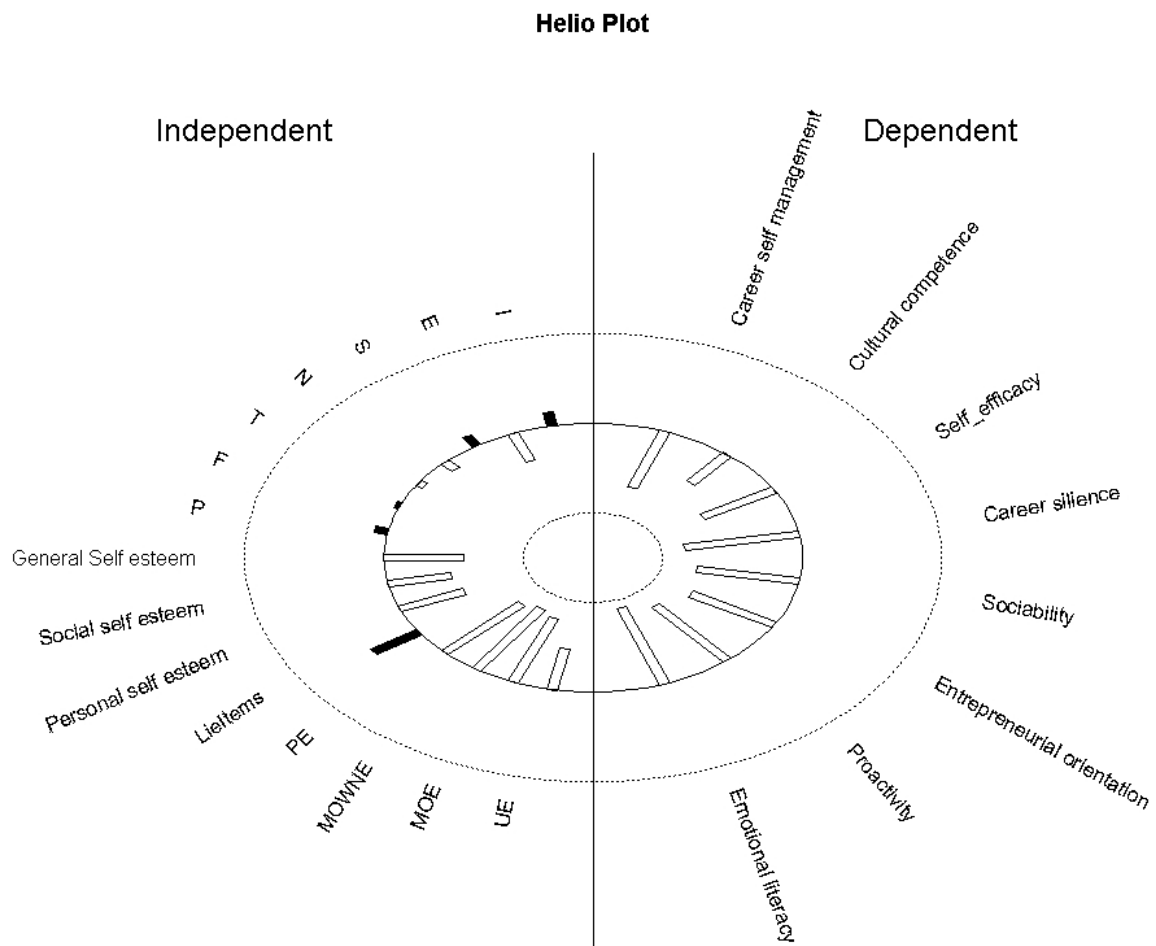 Helio Plot
Independent
Dependent
I
E
S
N
T
F
P
General Self esteem
Social self esteem
Personal self esteem
LieItems
PE
MOWNE
MOE
UE
Career self management
Cultural competence
Self_efficacy
Career silience
Sociability
Entrepreneurial orientation
Proactivity
Emotional literacy